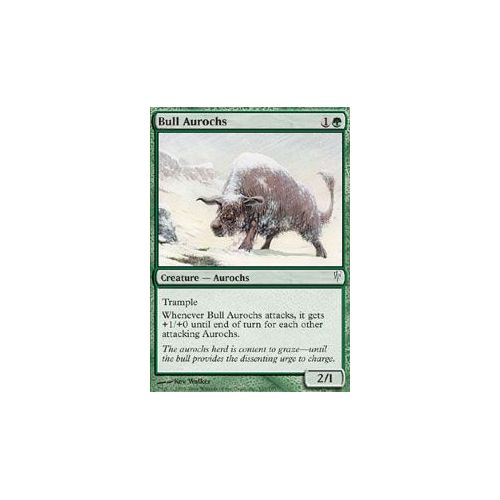 Bull Aurochs 1
Creature — Aurochs
Trample
Whenever Bull Aurochs attacks, it gets
+1/+0 until end of turn for each other
attacking Aurochs.
The aurochs herd is content to graze—until
the bull provides the dissenting urge to charge.
Kev Walker
2/1